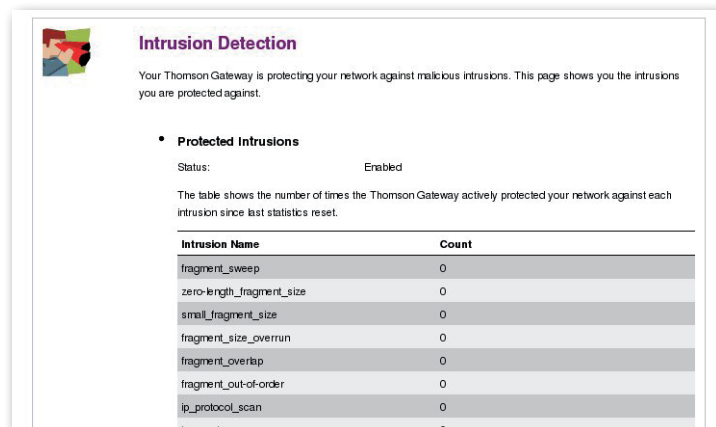 Intrusion Detection
Your Thomson Gateway is protecting your network against malicious intrusions. This page shows you the intrusions
you are protected against.
Protected Intrusions
Status: Enabled
The table shows the number of times the Thomson Gateway actively protected your network against each
intrusion since last statistics reset.
Intrusion Name Count
fragment_sweep 0
zero-length_fragment_size 0
small_fragment_size 0
fragment_size_overrun 0
fragment_overlap 0
fragment_out-of-order 0
ip_protocol_scan 0